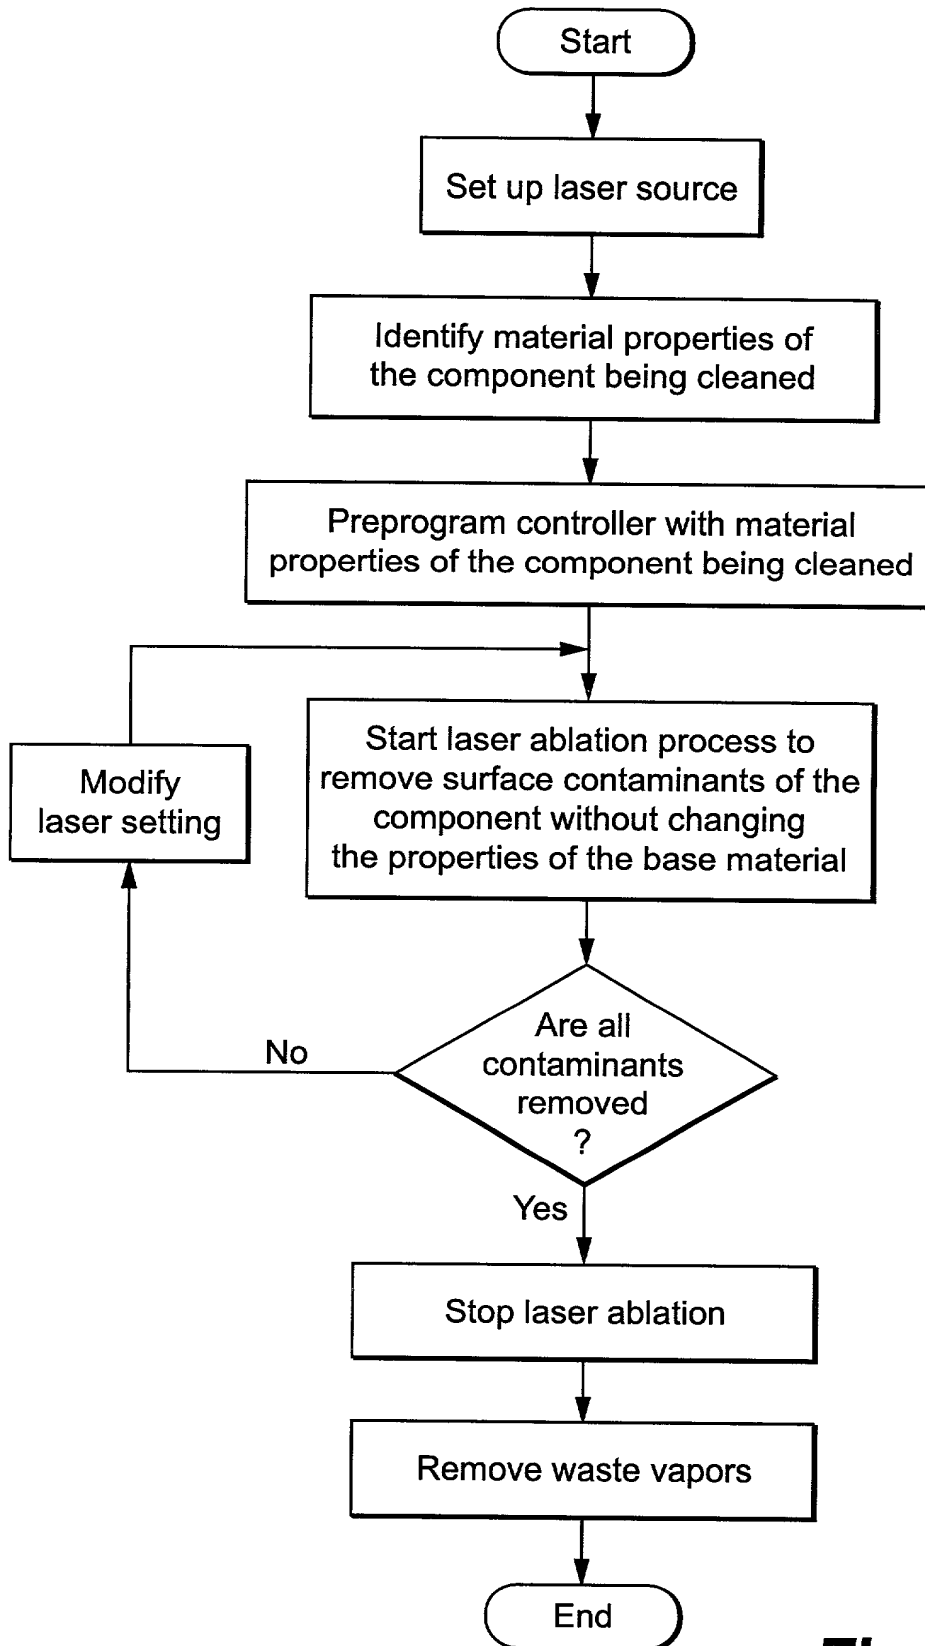 Start
Set up laser source
Identify material properties of
the component being cleaned
Preprogram controller with material
properties of the component being cleaned
Start laser ablation process to
remove surface contaminants of the
component without changing
the properties of the base material
Modify
laser setting
Are all
contaminants
removed
?
No
Yes
Stop laser ablation
Remove waste vapors
End